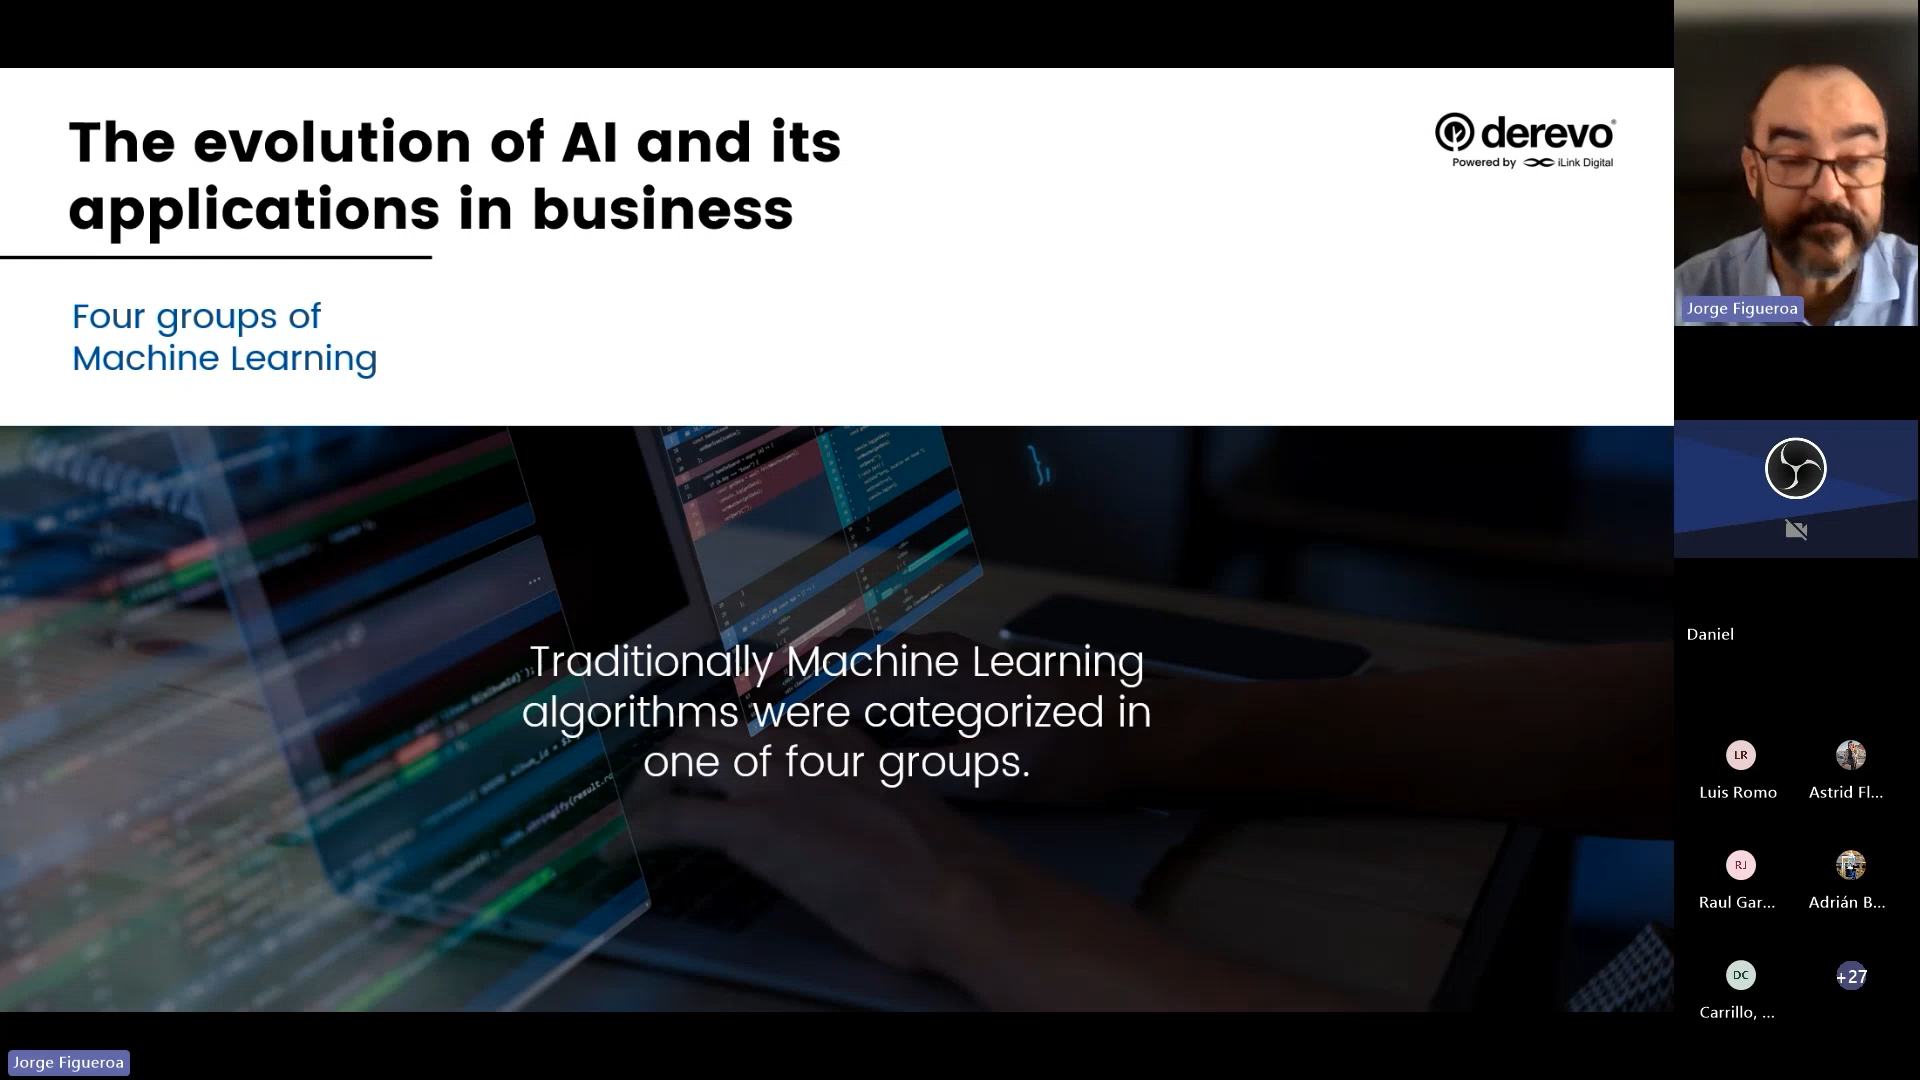 The evolution of AI and its
applications in business
derevo
Powered by iLink Digital
Four groups of
Machine Learning
Traditionally Machine Learning
algorithms were categorized in
one of four groups.
Jorge Figueroa
Daniel
LR
Luis Romo
Astrid Fl...
RJ
Raul Gar...
Adrián B...
DC
Carrillo, ...
+27
Jorge Figueroa